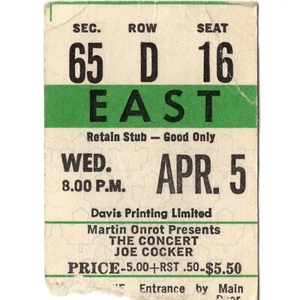 SEC. ROW SEAT
65 D 16
EAST
Retain Stub — Good Only
WED. APR. 5
8.00 P.M.
Davis Printing Limited
Martin Onrot Presents
THE CONCERT
JOE COCKER
PRICE-5.00+RST .50-$5.50
Entrance by Main